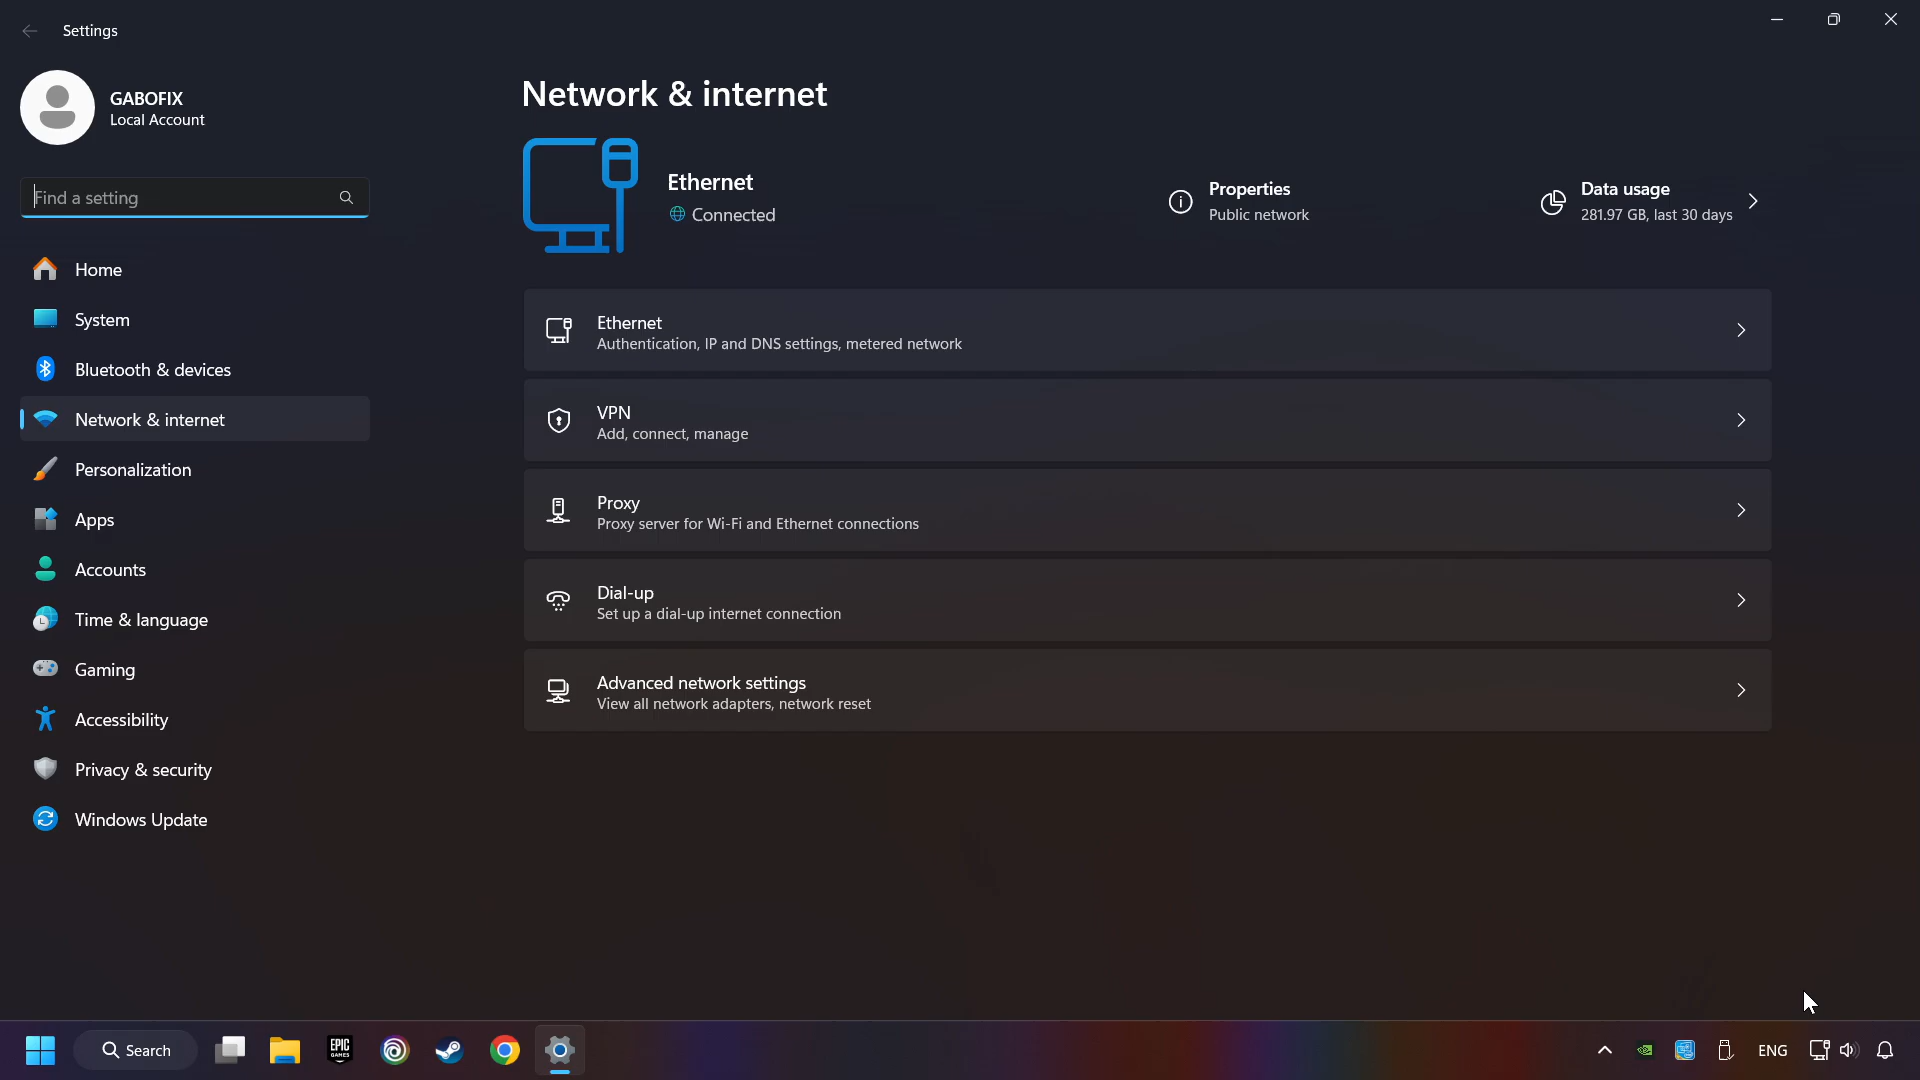 Settings
GABOFIX
Local Account
Find a setting
Home
System
Bluetooth & devices
Network & internet
Personalization
Apps
Accounts
Time & language
Gaming
Accessibility
Privacy & security
Windows Update
Network & internet
Ethernet
Connected
Properties
Public network
Data usage
281.97 GB, last 30 days
Ethernet
Authentication, IP and DNS settings, metered network
VPN
Add, connect, manage
Proxy
Proxy server for Wi-Fi and Ethernet connections
Dial-up
Set up a dial-up internet connection
Advanced network settings
View all network adapters, network reset
Search
EPIC
GAMES
ENG